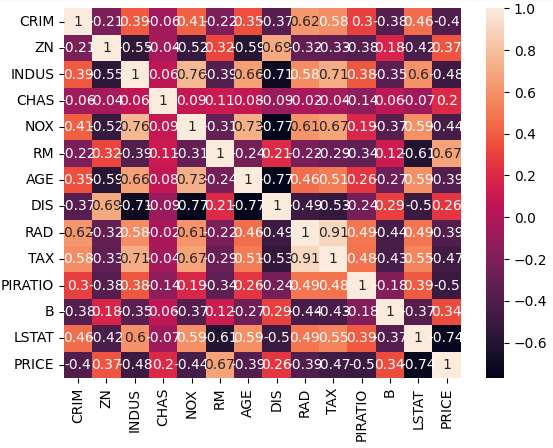 CRIM 1 -0.21 0.39 -0.06 0.41 -0.22 0.35 -0.37 0.62 0.58 0.3 -0.38 0.46 -0.4
ZN -0.21 1 -0.55 -0.04 -0.52 0.32 -0.59 0.69 -0.32 -0.33 -0.38 0.18 -0.42 0.37
INDUS 0.39 -0.55 1 0.06 0.76 -0.39 0.66 -0.71 0.58 0.71 0.38 -0.35 0.6 -0.48
CHAS -0.06 -0.04 0.06 1 0.09 0.11 0.08 -0.09 -0.02 -0.04 -0.14 0.06 -0.07 0.2
NOX 0.41 -0.52 0.76 0.09 1 -0.31 0.73 -0.77 0.61 0.67 0.19 -0.37 0.59 -0.44
RM -0.22 0.32 -0.39 0.11 -0.31 1 -0.24 0.21 -0.22 -0.29 -0.34 0.12 -0.61 0.67
AGE 0.35 -0.59 0.66 0.08 0.73 -0.24 1 -0.77 0.46 0.51 0.26 -0.27 0.59 -0.39
DIS -0.37 0.69 -0.71 -0.09 -0.77 0.21 -0.77 1 -0.49 -0.53 -0.24 0.29 -0.5 0.26
RAD 0.62 -0.32 0.58 -0.02 0.61 -0.22 0.46 -0.49 1 0.91 0.49 -0.44 0.49 -0.39
TAX 0.58 -0.33 0.71 -0.04 0.67 -0.29 0.51 -0.53 0.91 1 0.48 -0.43 0.55 -0.47
PIRATIO 0.3 -0.38 0.38 -0.14 0.19 -0.34 0.26 -0.24 0.49 0.48 1 -0.18 0.39 -0.5
B -0.38 0.18 -0.35 0.06 -0.37 0.12 -0.27 0.29 -0.44 -0.43 -0.18 1 -0.37 0.34
LSTAT 0.46 -0.42 0.6 -0.07 0.59 -0.61 0.59 -0.5 0.49 0.55 0.39 -0.37 1 -0.74
PRICE -0.4 0.37 -0.48 0.2 -0.44 0.67 -0.39 0.26 -0.39 -0.47 -0.5 0.34 -0.74 1
CRIM ZN INDUS CHAS NOX RM AGE DIS RAD TAX PIRATIO B LSTAT PRICE
1.0
0.8
0.6
0.4
0.2
0.0
−0.2
−0.4
−0.6